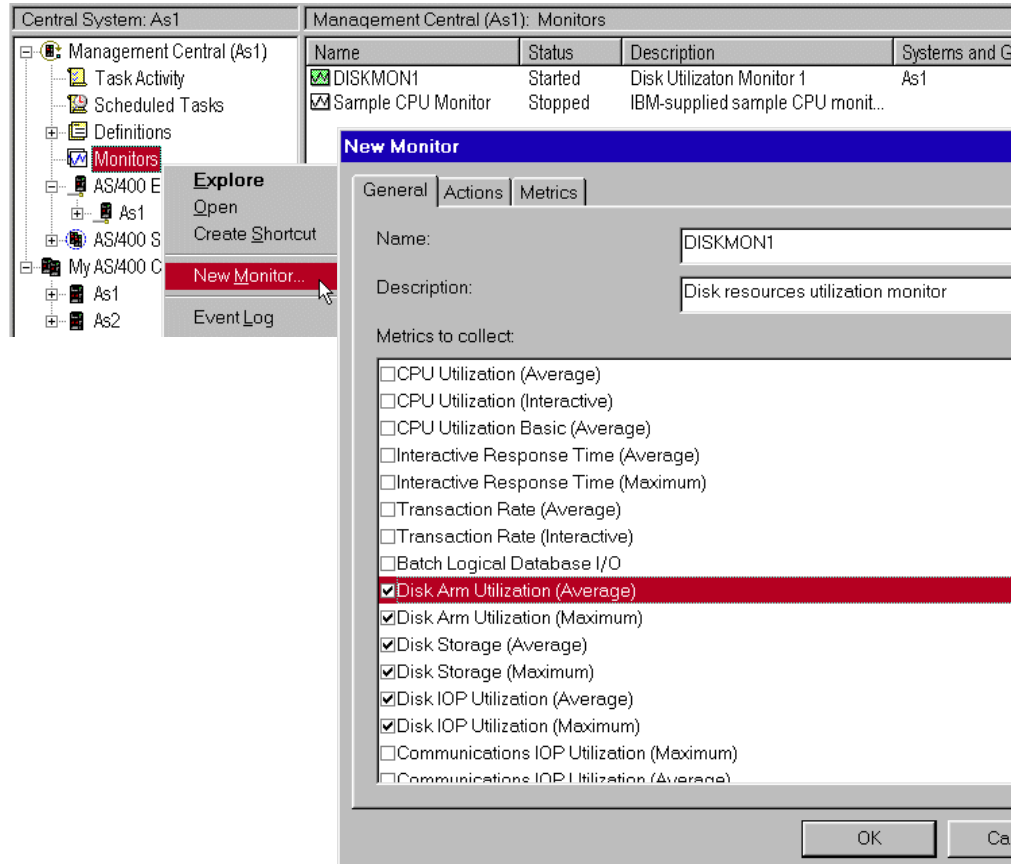 Central System: As1
Management Central (As1): Monitors
Management Central (As1)
Task Activity
Scheduled Tasks
Definitions
Monitors
AS/400 E
As1
AS/400 S
My AS/400 C
As1
As2
Name Status Description Systems and G
DISKMON1 Started Disk Utilizaton Monitor 1 As1
Sample CPU Monitor Stopped IBM-supplied sample CPU monit...
Explore
Open
Create Shortcut
New Monitor...
Event Log
New Monitor
General Actions Metrics
Name: DISKMON1
Description: Disk resources utilization monitor
Metrics to collect:
CPU Utilization (Average)
CPU Utilization (Interactive)
CPU Utilization Basic (Average)
Interactive Response Time (Average)
Interactive Response Time (Maximum)
Transaction Rate (Average)
Transaction Rate (Interactive)
Batch Logical Database I/O
Disk Arm Utilization (Average)
Disk Arm Utilization (Maximum)
Disk Storage (Average)
Disk Storage (Maximum)
Disk IOP Utilization (Average)
Disk IOP Utilization (Maximum)
Communications IOP Utilization (Maximum)
Communications IOP Utilization (Average)
OK Ca